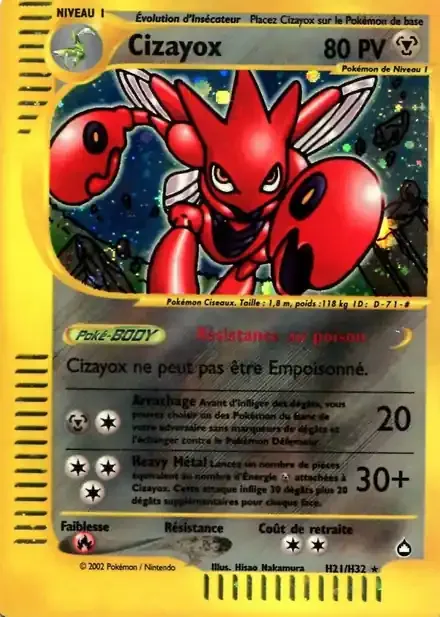 NIVEAU 1
Évolution d'Insécateur Placez Cizayox sur le Pokémon de base
Cizayox 80 PV
Pokémon de Niveau 1
Pokémon Ciseaux. Taille : 1,8 m, poids :118 kg ID : D-71-#
Poké-BODY Résistance au poison
Cizayox ne peut pas être Empoisonné.
Arrachage Avant d'infliger des dégâts, vous
pouvez choisir un des Pokémon du Banc de
votre adversaire sans marqueurs de dégâts et
l'échanger contre le Pokémon Défenseur.
20
Heavy Métal Lancez un nombre de pièces
équivalent au nombre d'Énergie attachées à
Cizayox. Cette attaque inflige 30 dégâts plus 20
dégâts supplémentaires pour chaque face.
30+
Faiblesse Résistance Coût de retraite
© 2002 Pokémon / Nintendo Illus. Hisao Nakamura H21/H32 ★